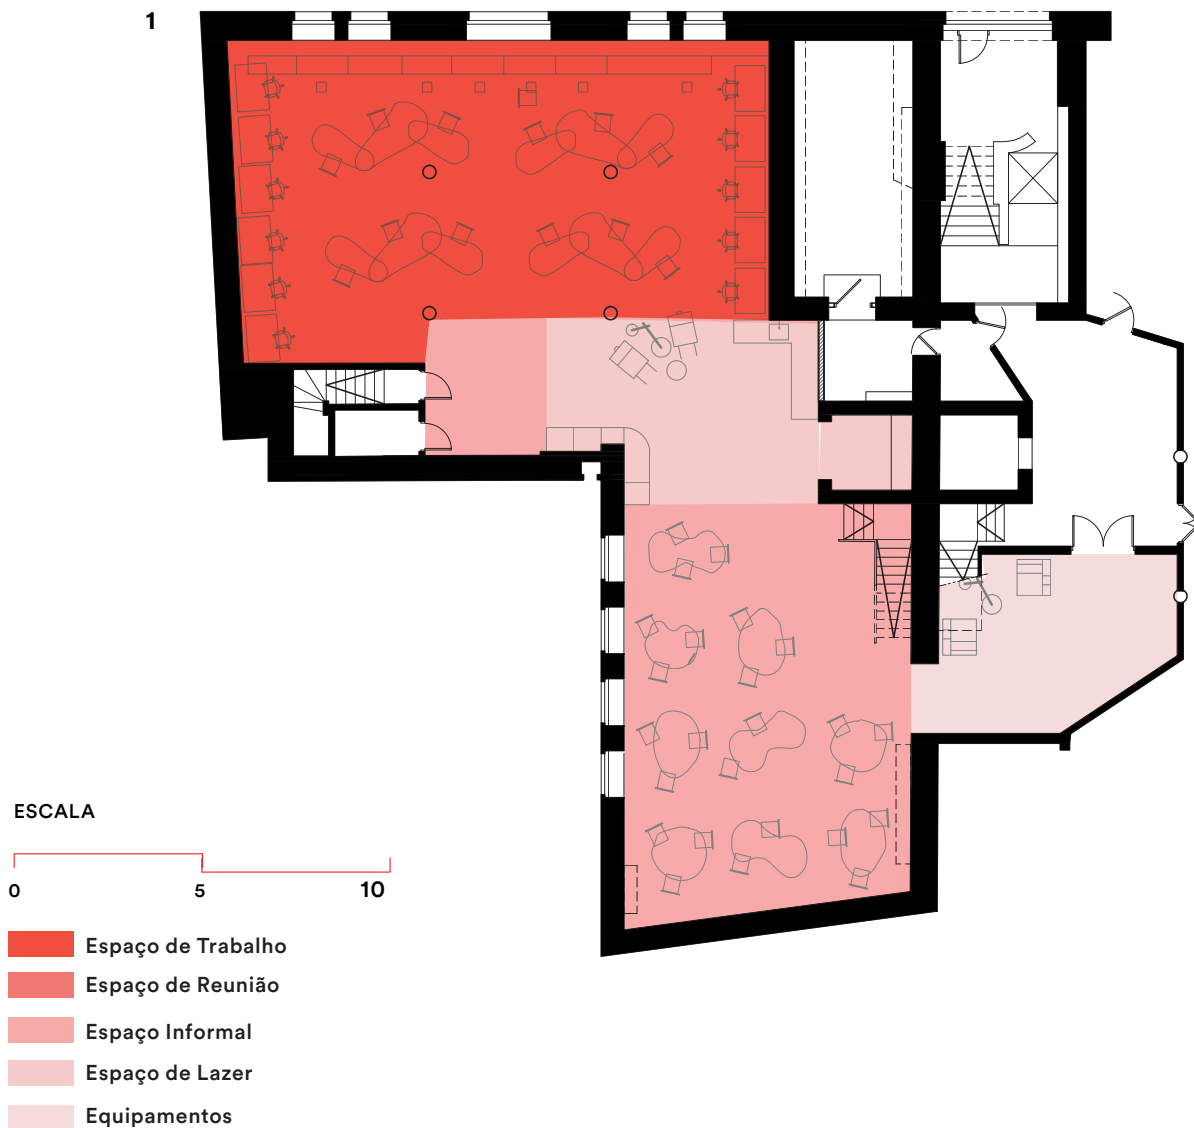 1
ESCALA
0 5 10
Espaço de Trabalho
Espaço de Reunião
Espaço Informal
Espaço de Lazer
Equipamentos